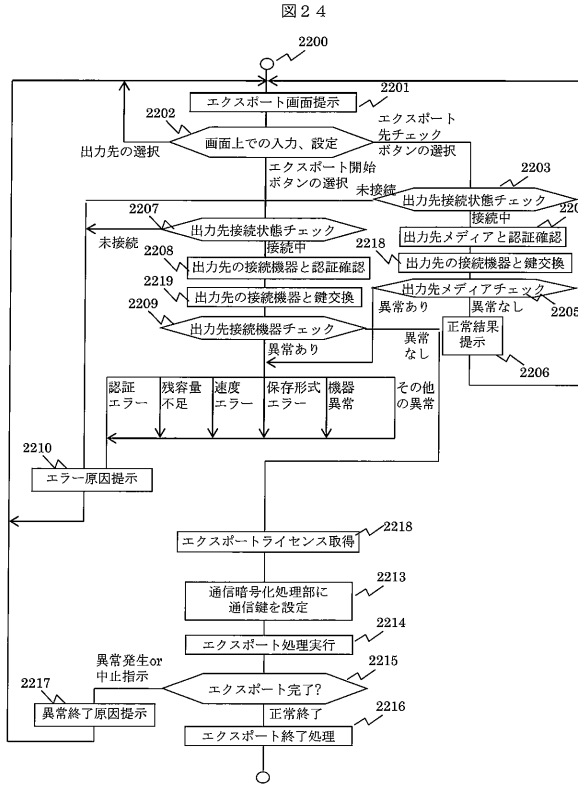 図24
2200
2201
エクスポート画面提示
2202
画面上での入力、設定
エクスポート
先チェック
ボタンの選択
出力先の選択
エクスポート開始
ボタンの選択
2203
未接続
出力先接続状態チェック
2207
接続中
出力先接続状態チェック
220
出力先メディアと認証確認
未接続
接続中
2208
2218
出力先の接続機器と認証確認
出力先の接続機器と鍵交換
2219
出力先メディアチェック
出力先の接続機器と鍵交換
2205
2209
異常あり
異常なし
出力先接続機器チェック
正常結果
提示
異常あり
異常
なし
2206
認証
エラー
残容量
不足
速度
エラー
保存形式
エラー
機器
異常
その他
の異常
2210
エラー原因提示
2218
エクスポートライセンス取得
2213
通信暗号化処理部に
通信鍵を設定
2214
エクスポート処理実行
異常発生or
中止指示
2215
2217
エクスポート完了?
異常終了原因提示
正常終了
2216
エクスポート終了処理